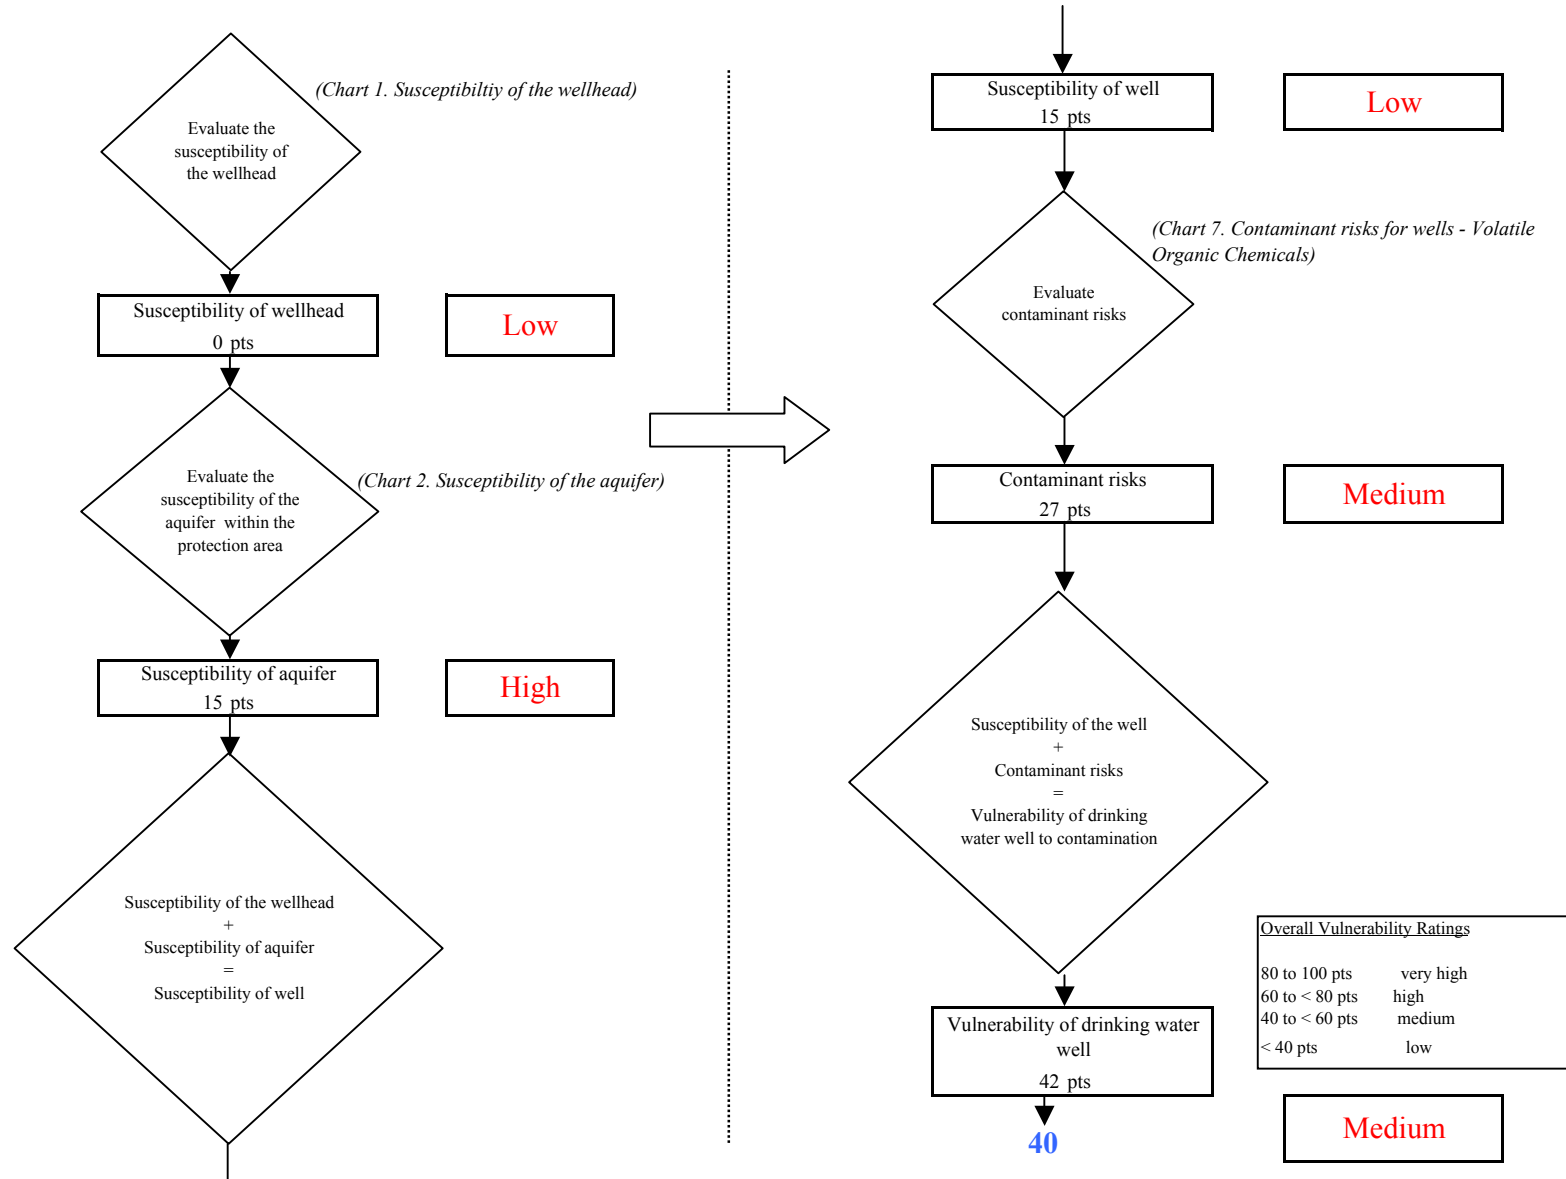 (Chart 1. Susceptibiltiy of the wellhead)
Evaluate the
susceptibility of
the wellhead
Susceptibility of wellhead
0 pts
Low
(Chart 2. Susceptibility of the aquifer)
Evaluate the
susceptibility of the
aquifer within the
protection area
Susceptibility of aquifer
15 pts
High
Susceptibility of the wellhead
+
Susceptibility of aquifer
=
Susceptibility of well
Susceptibility of well
15 pts
Low
(Chart 7. Contaminant risks for wells - Volatile
Organic Chemicals)
Evaluate
contaminant risks
Contaminant risks
27 pts
Medium
Susceptibility of the well
+
Contaminant risks
=
Vulnerability of drinking
water well to contamination
Overall Vulnerability Ratings
80 to 100 pts very high
60 to < 80 pts high
40 to < 60 pts medium
< 40 pts low
Vulnerability of drinking water
well
42 pts
40
Medium